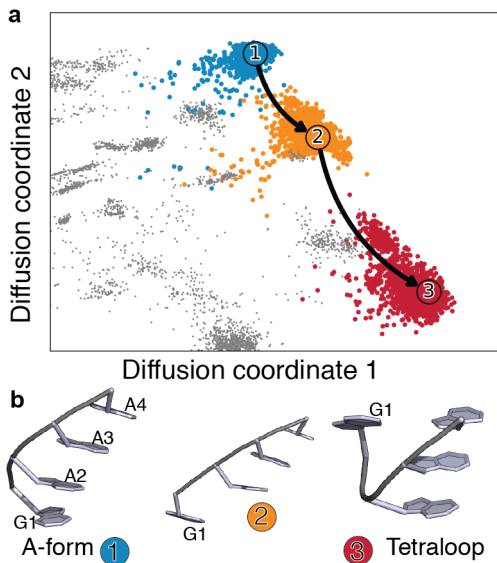 a
Diffusion coordinate 2
1
2
3
Diffusion coordinate 1
b
A4
A3
A2
G1
A-form 1
G1
2
G1
3 Tetraloop